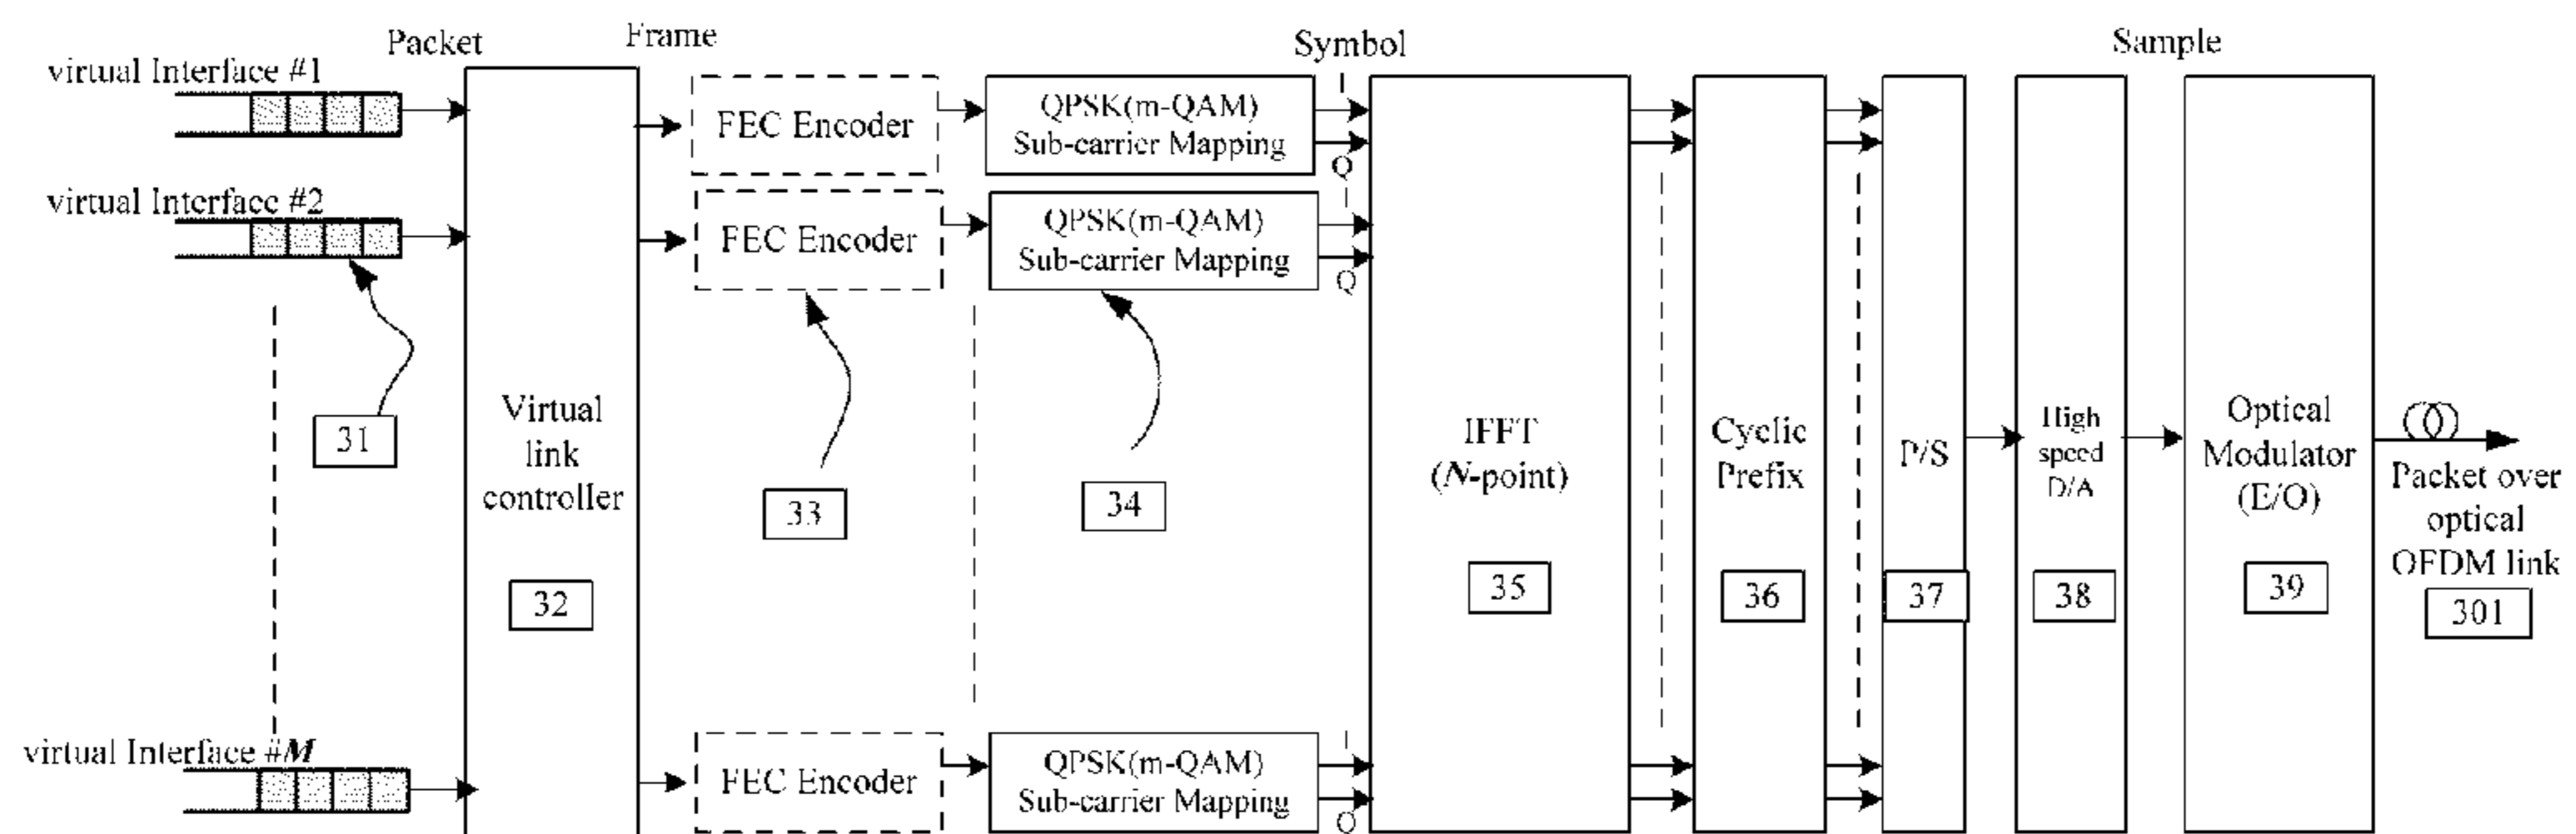 Packet
Frame
Symbol
Sample
virtual Interface #1
FEC Encoder
QPSK(m-QAM)
Sub-carrier Mapping
I
Q
virtual Interface #2
FEC Encoder
QPSK(m-QAM)
Sub-carrier Mapping
I
Q
31
33
34
Virtual
link
controller
32
IFFT
(N-point)
35
Cyclic
Prefix
36
P/S
37
High
speed
D/A
38
Optical
Modulator
(E/O)
39
Packet over
optical
OFDM link
301
virtual Interface #M
FEC Encoder
QPSK(m-QAM)
Sub-carrier Mapping
I
Q